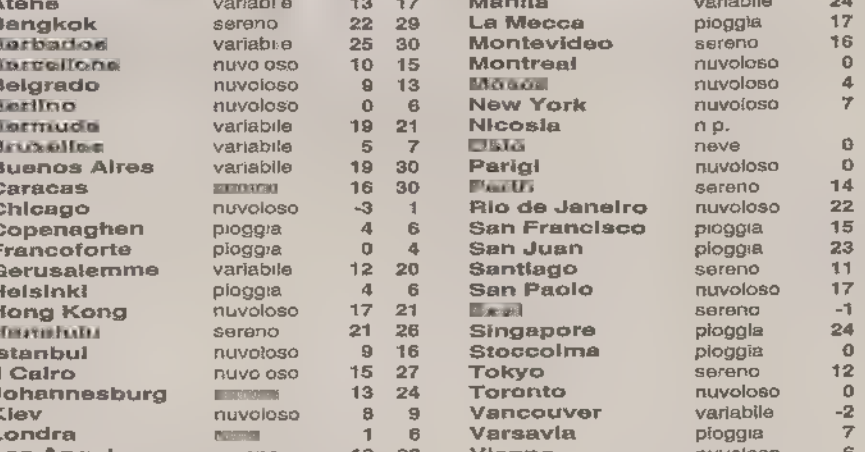 variabile 13 17
Bangkok sereno 22 29
variabile 25 30
nuvoloso 10 15
Belgrado nuvoloso 9 13
nuvoloso 0 6
variabile 19 21
variabile 5 7
Buenos Aires variabile 19 30
Caracas 16 30
Chicago nuvoloso -3 1
Copenaghen pioggia 4 6
Francoforte pioggia 0 4
Gerusalemme variabile 12 20
Helsinki pioggia 4 6
Hong Kong nuvoloso 17 21
sereno 21 26
Istanbul nuvoloso 9 16
Il Cairo nuvoloso 15 27
Johannesburg 13 24
Kiev nuvoloso 8 9
Londra 1 6
Manila variabile 24
La Mecca pioggia 17
Montevideo sereno 16
Montreal nuvoloso 0
nuvoloso 4
New York nuvoloso 7
Nicosia n p.
neve 0
Parigi nuvoloso 0
sereno 14
Rio de Janeiro nuvoloso 22
San Francisco pioggia 15
San Juan pioggia 23
Santiago sereno 11
San Paolo nuvoloso 17
sereno -1
Singapore pioggia 24
Stoccolma pioggia 0
Tokyo sereno 12
Toronto nuvoloso 0
Vancouver variabile -2
Varsavia pioggia 7